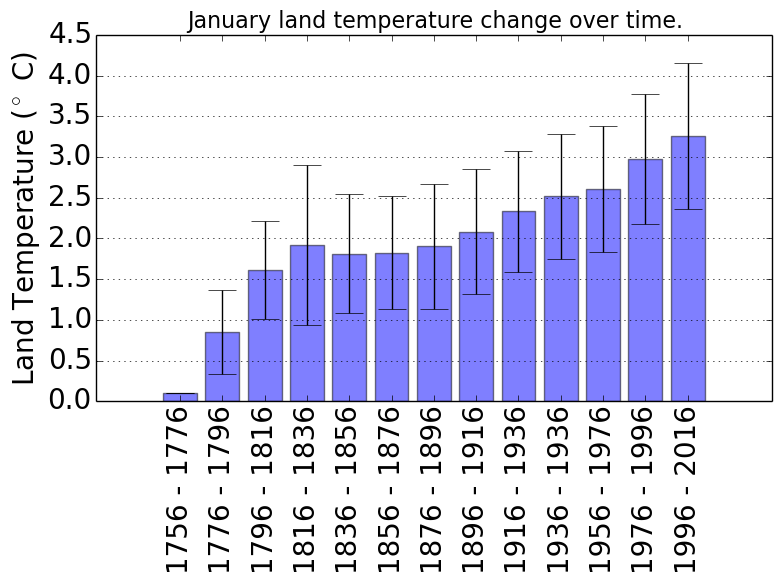 January land temperature change over time.
Land Temperature (° C)
4.5
4.0
3.5
3.0
2.5
2.0
1.5
1.0
0.5
0.0
1756 - 1776
1776 - 1796
1796 - 1816
1816 - 1836
1836 - 1856
1856 - 1876
1876 - 1896
1896 - 1916
1916 - 1936
1936 - 1936
1956 - 1976
1976 - 1996
1996 - 2016